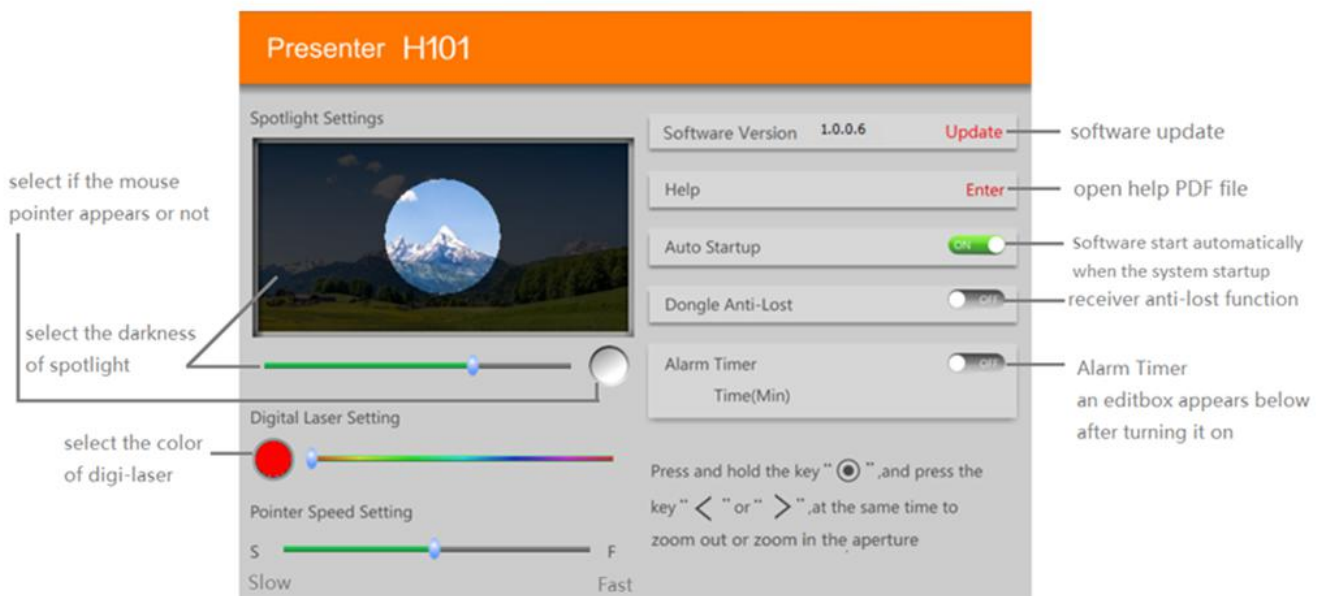 Presenter H101
Spotlight Settings
select if the mouse
pointer appears or not
select the darkness
of spotlight
Digital Laser Setting
select the color
of digi-laser
Pointer Speed Setting
S F
Slow Fast
Software Version 1.0.0.6 Update
software update
Help Enter
open help PDF file
Auto Startup ON
Software start automatically
when the system startup
Dongle Anti-Lost OFF
receiver anti-lost function
Alarm Timer OFF
Time(Min)
Alarm Timer
an editbox appears below
after turning it on
Press and hold the key " ◉ " ,and press the
key " < " or " > " ,at the same time to
zoom out or zoom in the aperture